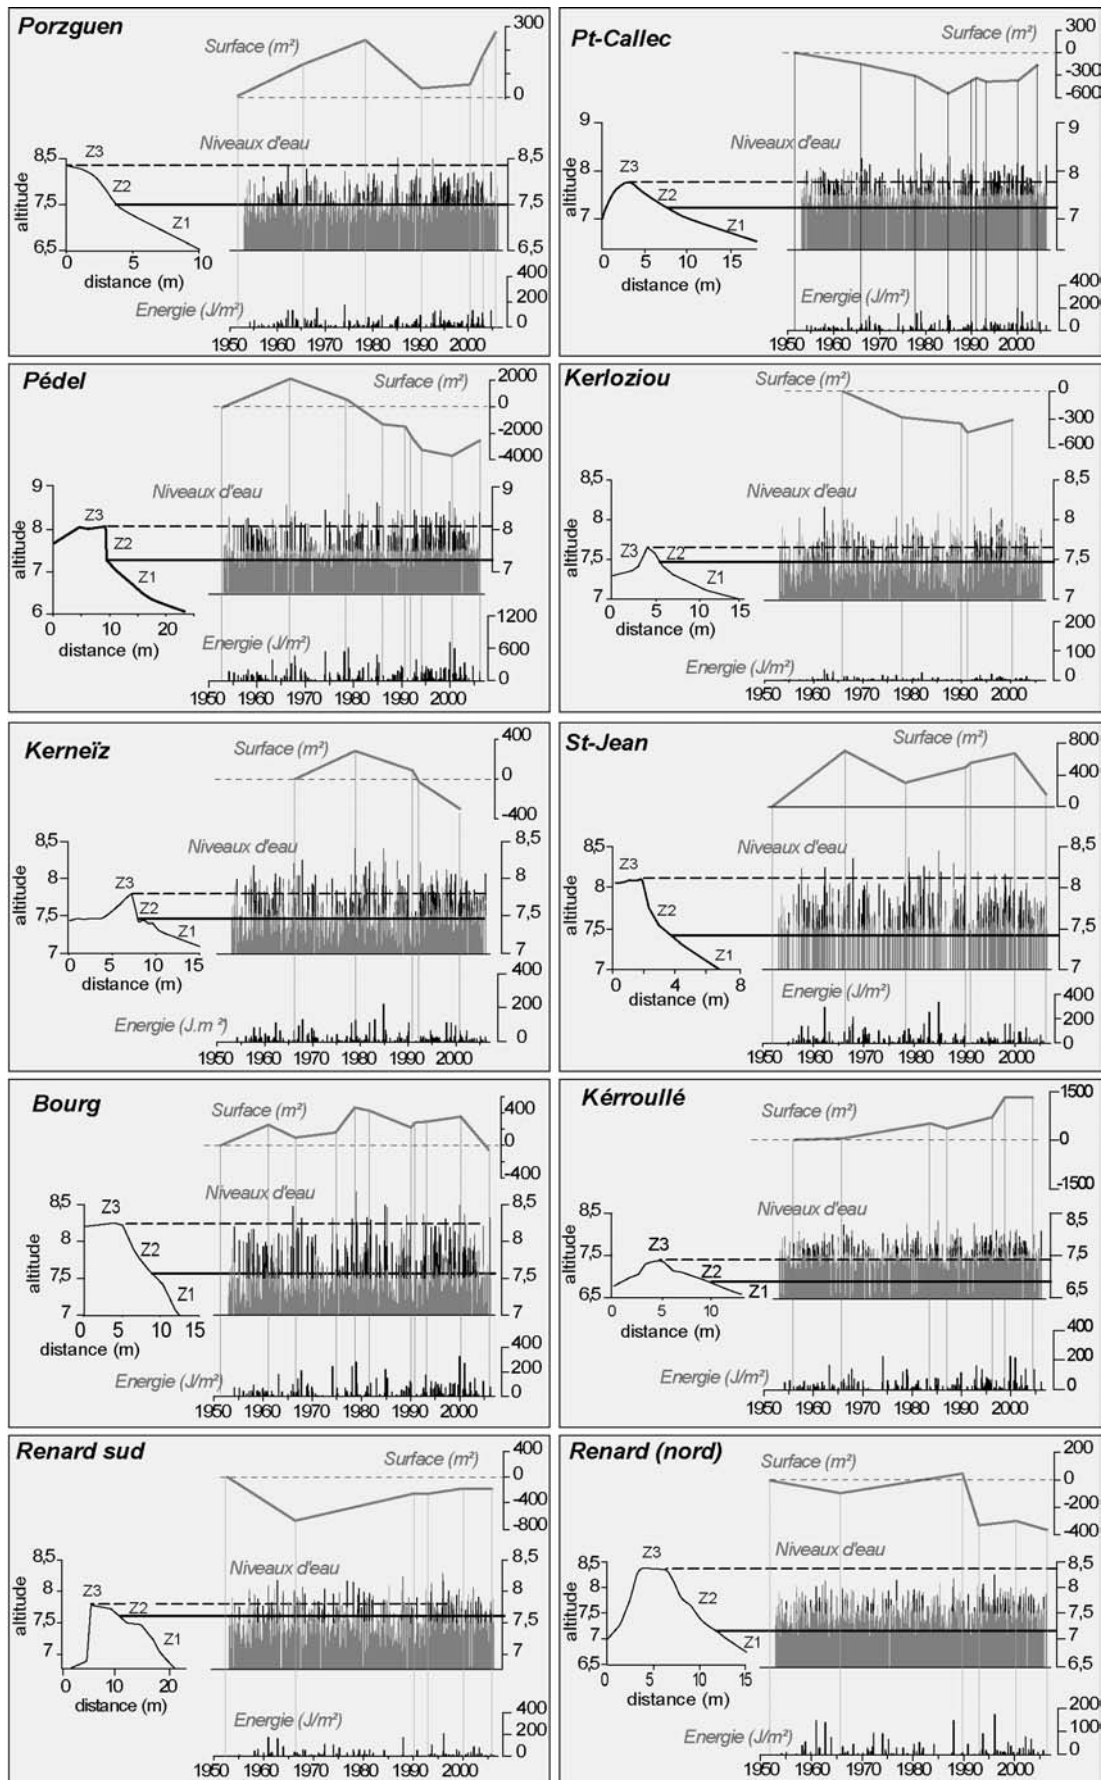 Porzguen
Surface (m²)
300
0
Niveaux d'eau
8,5
7,5
6,5
altitude
Z3
Z2
Z1
8,5
7,5
6,5
0
10
distance (m)
Energie (J/m²)
400
200
0
1950 1960 1970 1980 1990 2000
Pt-Callec
Surface (m²)
300
0
-300
-600
Niveaux d'eau
9
8
7
altitude
Z3
Z2
Z1
9
8
7
0 5 10 15
distance (m)
Energie (J/m²)
4000
2000
0
1950 1960 1970 1980 1990 2000
Pédel
Surface (m²)
2000
0
-2000
-4000
Niveaux d'eau
9
8
7
6
altitude
Z3
Z2
Z1
9
8
7
0 10 20
distance (m)
Energie (J/m²)
1200
600
0
1950 1960 1970 1980 1990 2000
Kerloziou
Surface (m²)
0
-300
-600
Niveaux d'eau
8,5
8
7,5
7
altitude
Z3
Z2
Z1
8,5
8
7,5
7
0 5 10 15
distance (m)
Energie (J/m²)
200
100
0
1950 1960 1970 1980 1990 2000
Kerneïz
Surface (m²)
400
0
-400
Niveaux d'eau
8,5
8
7,5
7
altitude
Z3
Z2
Z1
8,5
8
7,5
7
0 5 10 15
distance (m)
Energie (J.m²)
400
200
0
1950 1960 1970 1980 1990 2000
St-Jean
Surface (m²)
800
400
0
Niveaux d'eau
8,5
8
7,5
7
altitude
Z3
Z2
Z1
8,5
8
7,5
7
0 4 8
distance (m)
Energie (J/m²)
400
200
0
1950 1960 1970 1980 1990 2000
Bourg
Surface (m²)
400
0
-400
Niveaux d'eau
8,5
8
7,5
7
altitude
Z3
Z2
Z1
8,5
8
7,5
7
0 5 10 15
distance (m)
Energie (J/m²)
400
200
0
1950 1960 1970 1980 1990 2000
Kérroullé
Surface (m²)
1500
0
-1500
Niveaux d'eau
8,5
7,5
6,5
altitude
Z3
Z2
Z1
8,5
7,5
6,5
0 5 10
distance (m)
Energie (J/m²)
400
200
0
1950 1960 1970 1980 1990 2000
Renard sud
Surface (m²)
400
0
-400
-800
Niveaux d'eau
8,5
8
7,5
7
altitude
Z3
Z2
Z1
8,5
8
7,5
7
0 10 20
distance (m)
Energie (J/m²)
400
200
0
1950 1960 1970 1980 1990 2000
Renard (nord)
Surface (m²)
200
0
-200
-400
Niveaux d'eau
8,5
8
7,5
7
6,5
altitude
Z3
Z2
Z1
8,5
8
7,5
7
6,5
0 5 10 15
distance (m)
Energie (J/m²)
200
100
0
1950 1960 1970 1980 1990 2000